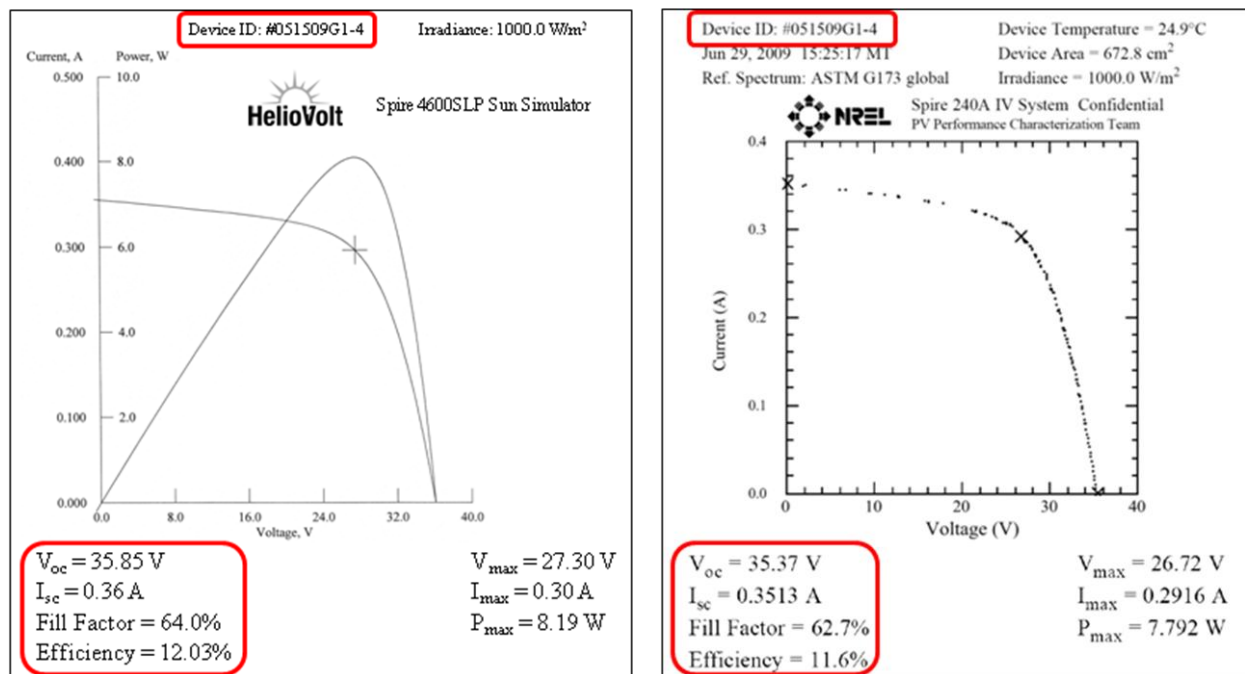 Device ID: #051509G1-4 Irradiance: 1000.0 W/m²
Current, A Power, W
0.500 10.0
HelioVolt
Spire 4600SLP Sun Simulator
0.400 8.0
0.300 6.0
4.0
0.200
0.100 2.0
0.000
0.0 8.0 16.0 24.0 32.0 40.0
Voltage, V
Voc = 35.85 V Vmax = 27.30 V
Isc = 0.36 A Imax = 0.30 A
Fill Factor = 64.0% Pmax = 8.19 W
Efficiency = 12.03%
Device ID: #051509G1-4 Device Temperature = 24.9°C
Jun 29, 2009 15:25:17 MT Device Area = 672.8 cm²
Ref. Spectrum: ASTM G173 global Irradiance = 1000.0 W/m²
NREL Spire 240A IV System Confidential
PV Performance Characterization Team
0.4
0.3
0.2
0.1
0.0
Current (A)
0 10 20 30 40
Voltage (V)
Voc = 35.37 V Vmax = 26.72 V
Isc = 0.3513 A Imax = 0.2916 A
Fill Factor = 62.7% Pmax = 7.792 W
Efficiency = 11.6%